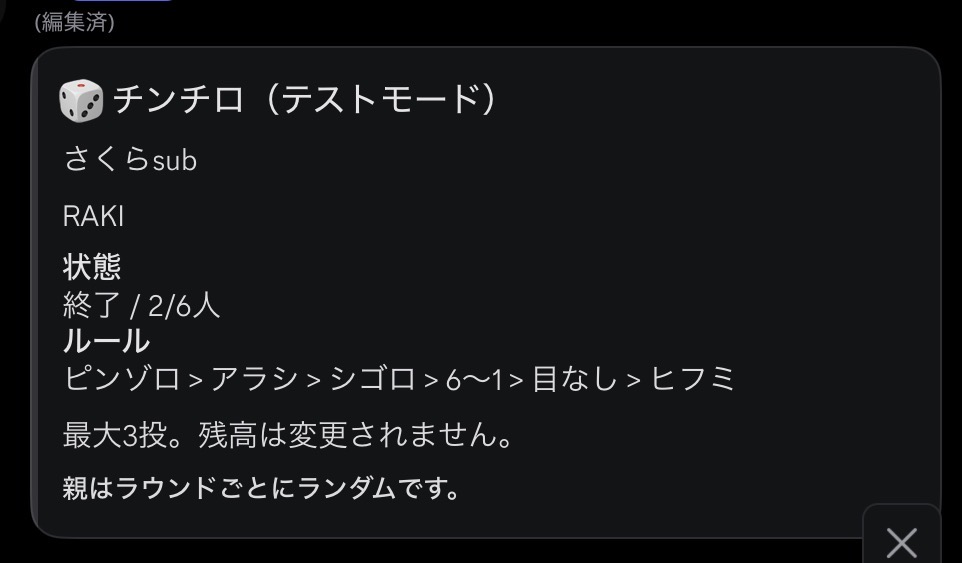 (編集済)
チンチロ（テストモード）
さくらsub
RAKI
状態
終了 / 2/6人
ルール
ピンゾロ > アラシ > シゴロ > 6〜1 > 目なし > ヒフミ
最大3投。残高は変更されません。
親はラウンドごとにランダムです。